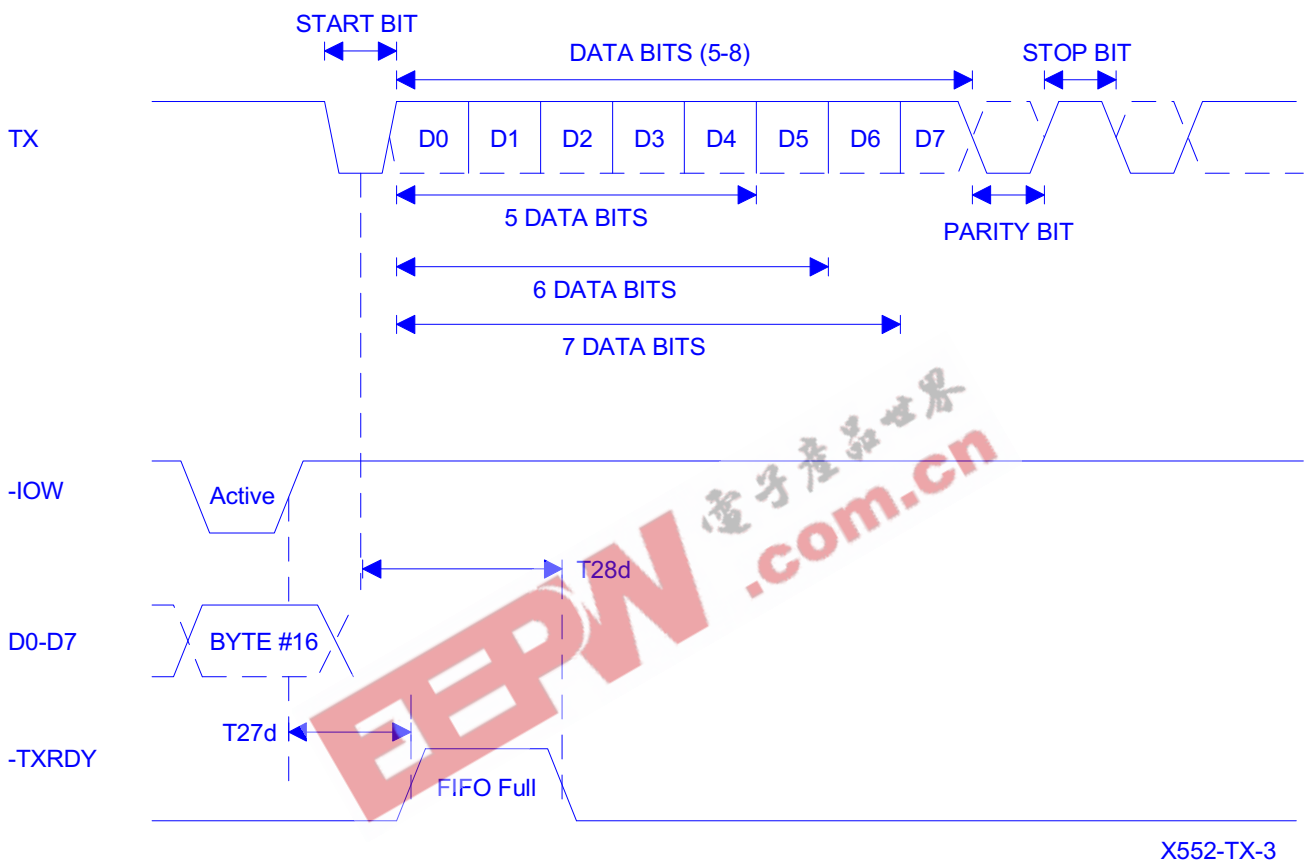 START BIT
DATA BITS (5-8)
STOP BIT
TX
D0 D1 D2 D3 D4 D5 D6 D7
5 DATA BITS
PARITY BIT
6 DATA BITS
7 DATA BITS
電子產品世界
.com.cn
EEPW
-IOW
Active
T28d
D0-D7
BYTE #16
T27d
-TXRDY
FIFO Full
X552-TX-3